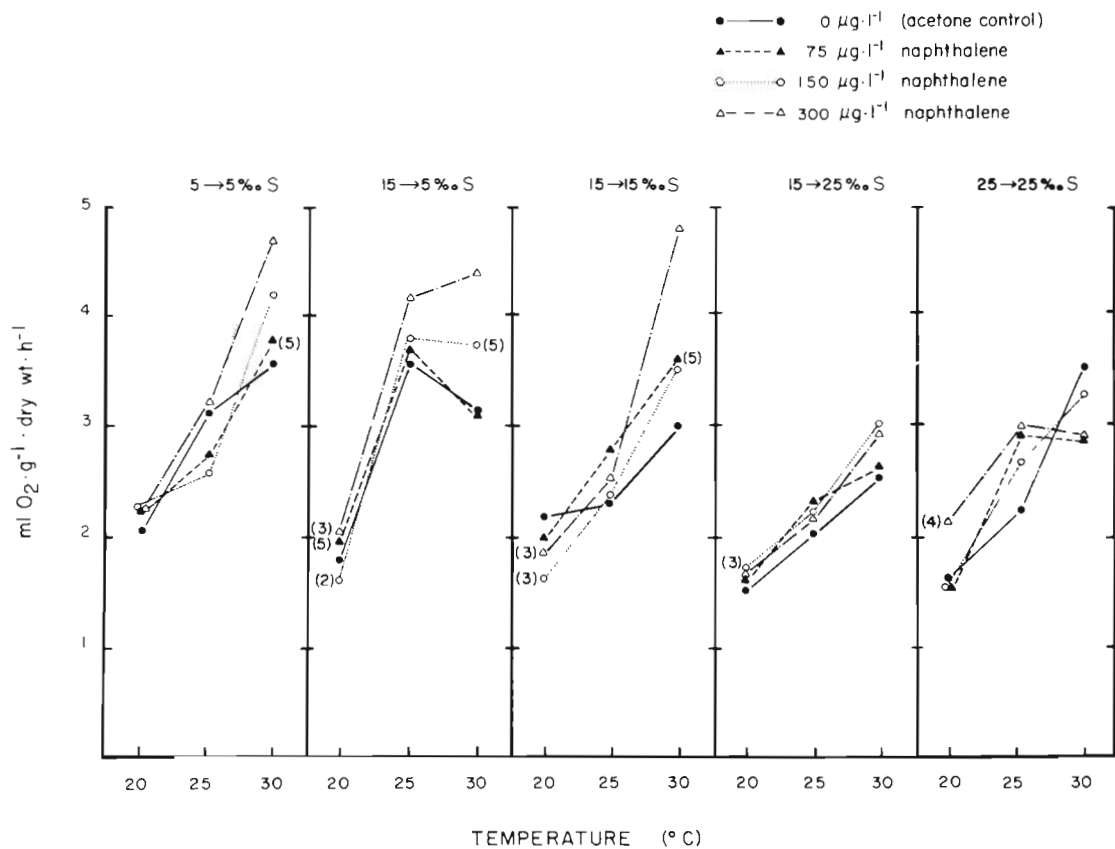 0 µg·l⁻¹ (acetone control)
75 µg·l⁻¹ naphthalene
150 µg·l⁻¹ naphthalene
300 µg·l⁻¹ naphthalene
5→5‰S
15→5‰S
15→15‰S
15→25‰S
25→25‰S
5
4
3
2
1
ml O₂·g⁻¹·dry wt·h⁻¹
(5)
(3)
(5)
(2)
(5)
(3)
(3)
(5)
(3)
(4)
20 25 30
20 25 30
20 25 30
20 25 30
20 25 30
TEMPERATURE (°C)